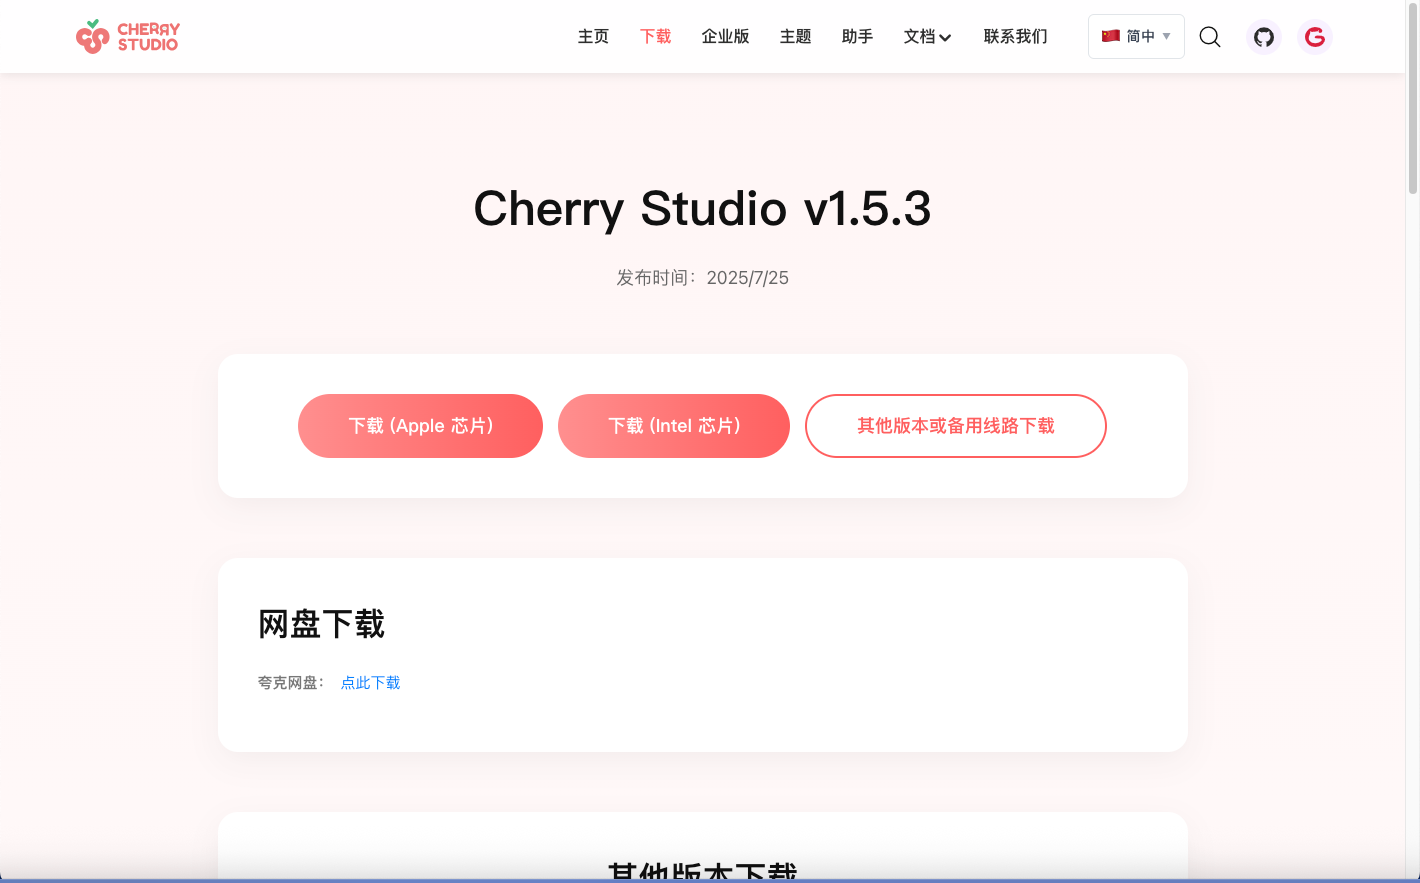 CHERRY STUDIO
主页 下载 企业版 主题 助手 文档 联系我们 简中
Cherry Studio v1.5.3
发布时间：2025/7/25
下载 (Apple 芯片) 下载 (Intel 芯片) 其他版本或备用线路下载
网盘下载
夸克网盘： 点此下载
其他版本下载